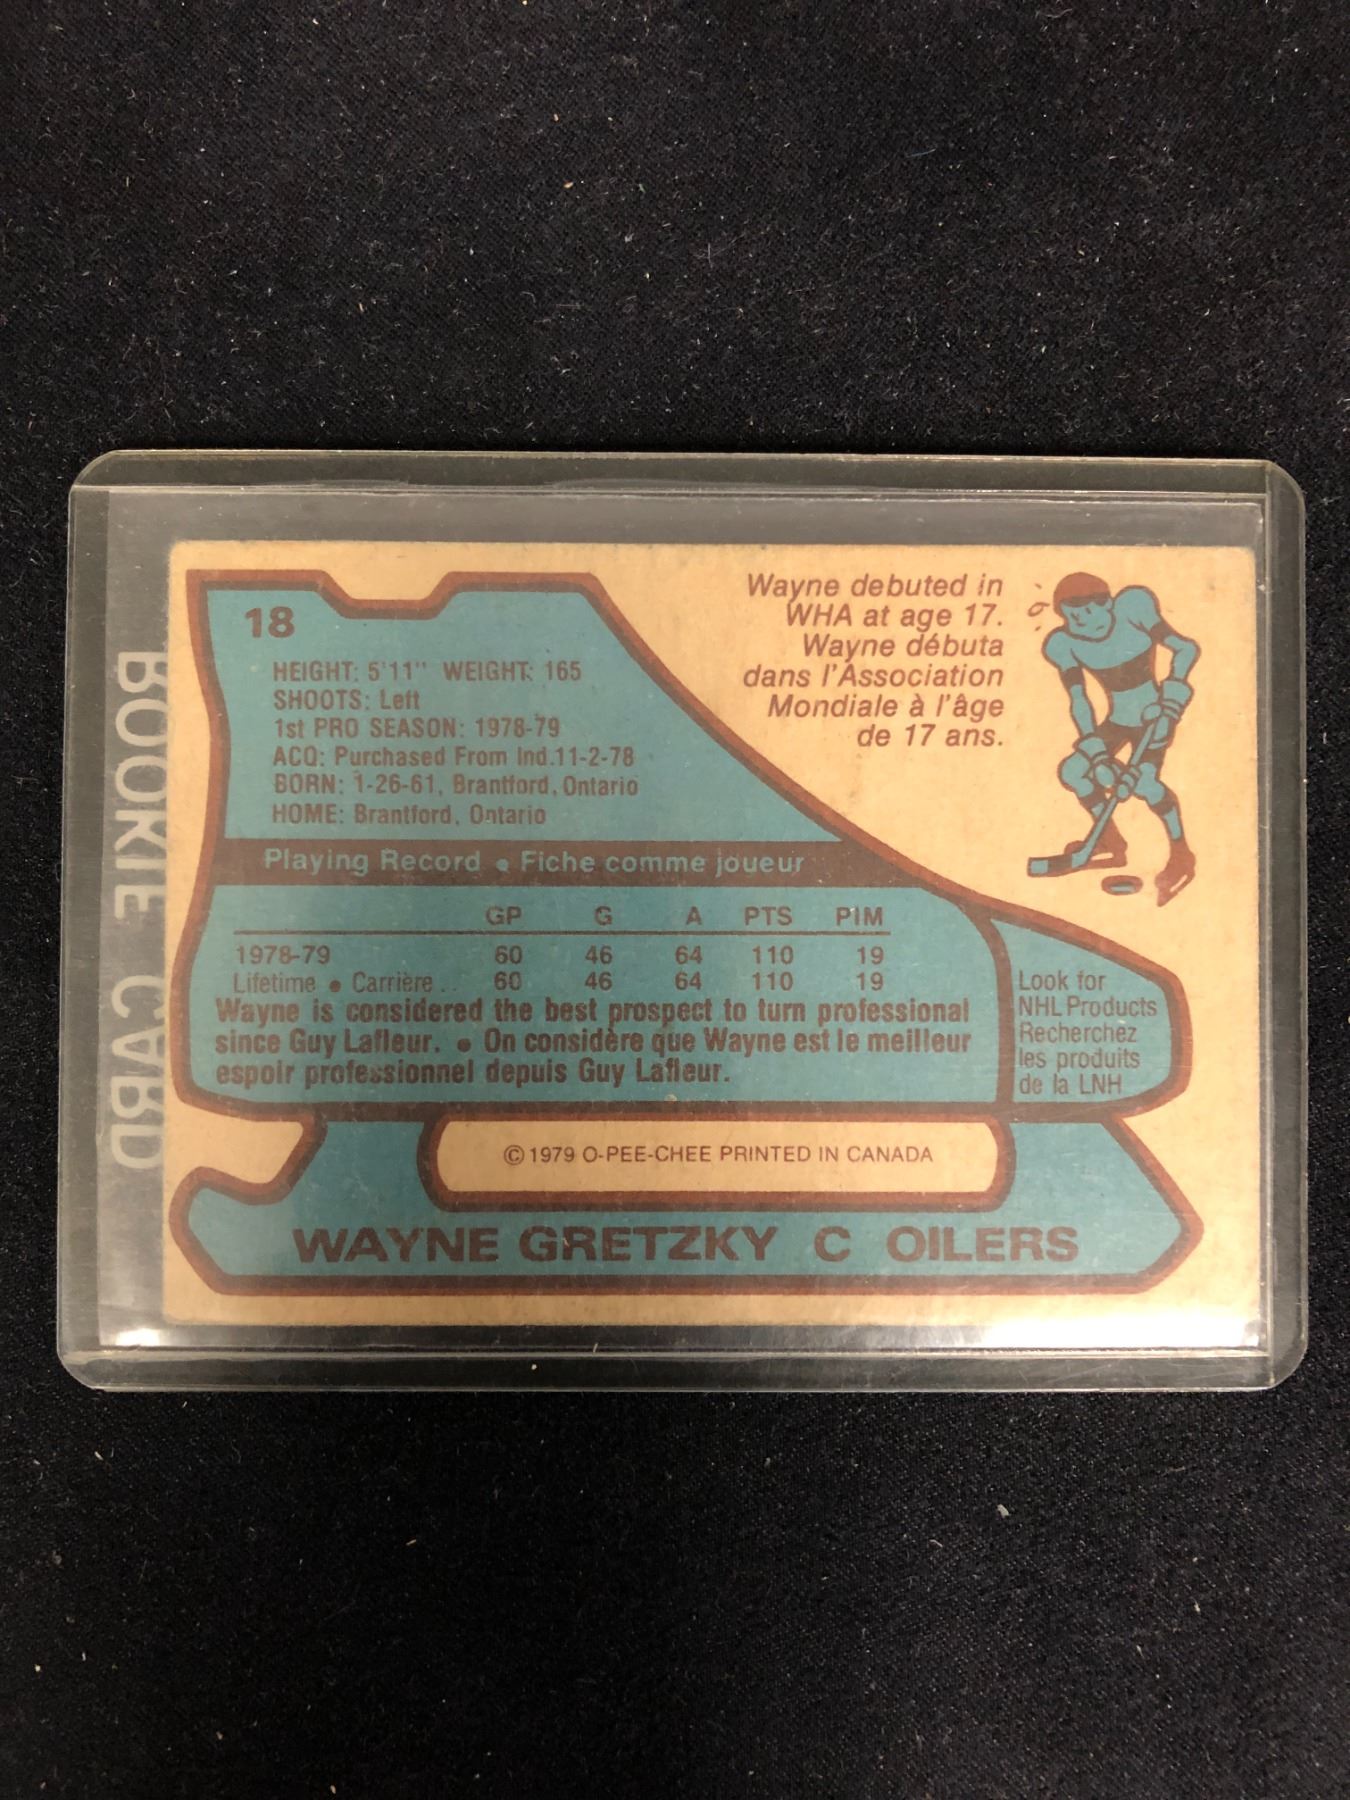 18
HEIGHT: 5'11" WEIGHT: 165
SHOOTS: Left
1st PRO SEASON: 1978-79
ACQ: Purchased From Ind.11-2-78
BORN: 1-26-61, Brantford, Ontario
HOME: Brantford, Ontario
Wayne debuted in
WHA at age 17.
Wayne débuta
dans l'Association
Mondiale à l'âge
de 17 ans.
Playing Record • Fiche comme joueur
GP G A PTS PIM
1978-79 60 46 64 110 19
Lifetime • Carrière .. 60 46 64 110 19
Wayne is considered the best prospect to turn professional
since Guy Lafleur. • On considère que Wayne est le meilleur
espoir professionnel depuis Guy Lafleur.
Look for
NHL Products
Recherchez
les produits
de la LNH
© 1979 O-PEE-CHEE PRINTED IN CANADA
WAYNE GRETZKY C OILERS
ROOKIE CARD